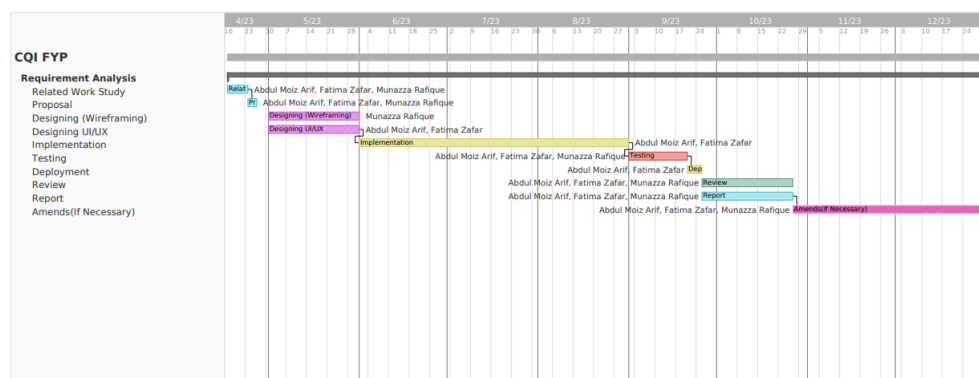 4/23 5/23 6/23 7/23 8/23 9/23 10/23 11/23 12/23
16 23 30 7 14 21 28 4 11 18 25 2 9 16 23 30 6 13 20 27 3 10 17 24 1 8 15 22 29 5 12 19 26 3 10 17 24
CQI FYP
Requirement Analysis
Related Work Study Relat Abdul Moiz Arif, Fatima Zafar, Munazza Rafique
Proposal Pr Abdul Moiz Arif, Fatima Zafar, Munazza Rafique
Designing (Wireframing) Designing (Wireframing) Munazza Rafique
Designing UI/UX Designing UI/UX Abdul Moiz Arif, Fatima Zafar
Implementation Implementation Abdul Moiz Arif, Fatima Zafar
Testing Abdul Moiz Arif, Fatima Zafar, Munazza Rafique Testing
Deployment Abdul Moiz Arif, Fatima Zafar Dep
Review Abdul Moiz Arif, Fatima Zafar, Munazza Rafique Review
Report Abdul Moiz Arif, Fatima Zafar, Munazza Rafique Report
Amends(If Necessary) Abdul Moiz Arif, Fatima Zafar, Munazza Rafique Amends(If Necessary)